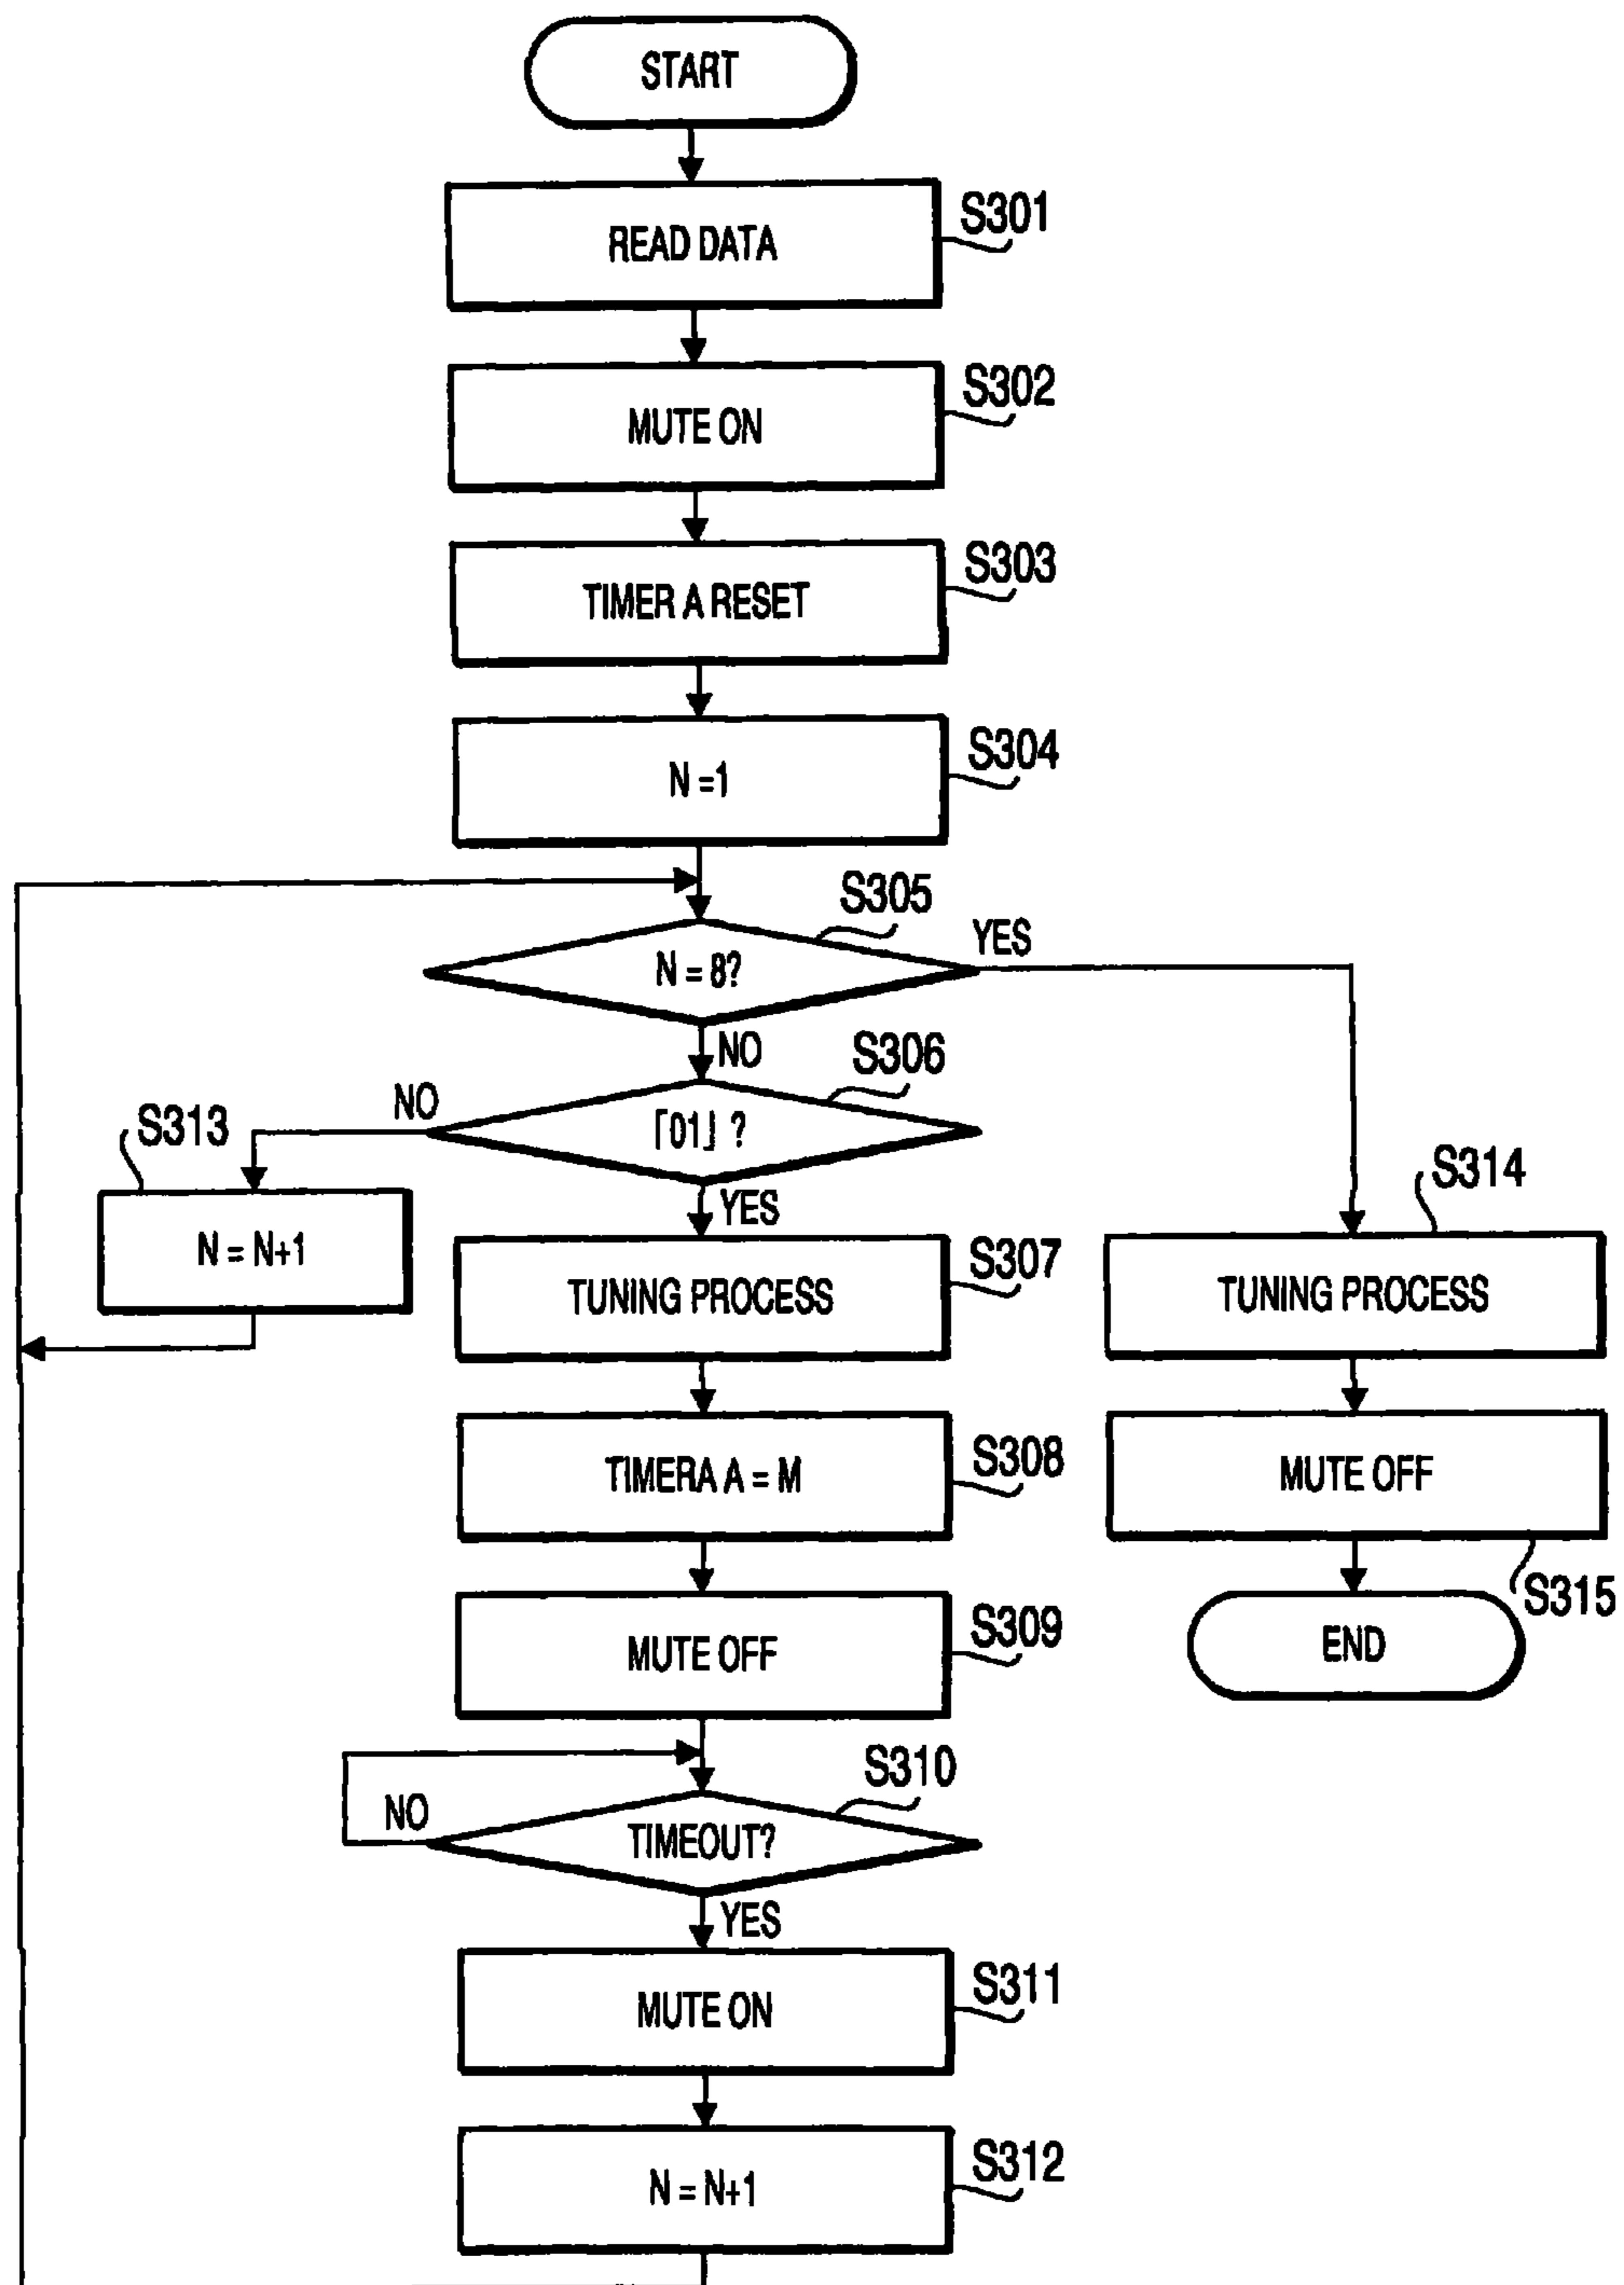 START
READ DATA
S301
MUTE ON
S302
TIMER A RESET
S303
N =1
S304
S305
N = 8?
YES
NO
S306
「01」 ?
NO
YES
S313
N = N+1
TUNING PROCESS
S307
S314
TUNING PROCESS
TIMERA A = M
S308
MUTE OFF
S315
MUTE OFF
S309
END
S310
TIMEOUT?
NO
YES
MUTE ON
S311
N = N+1
S312